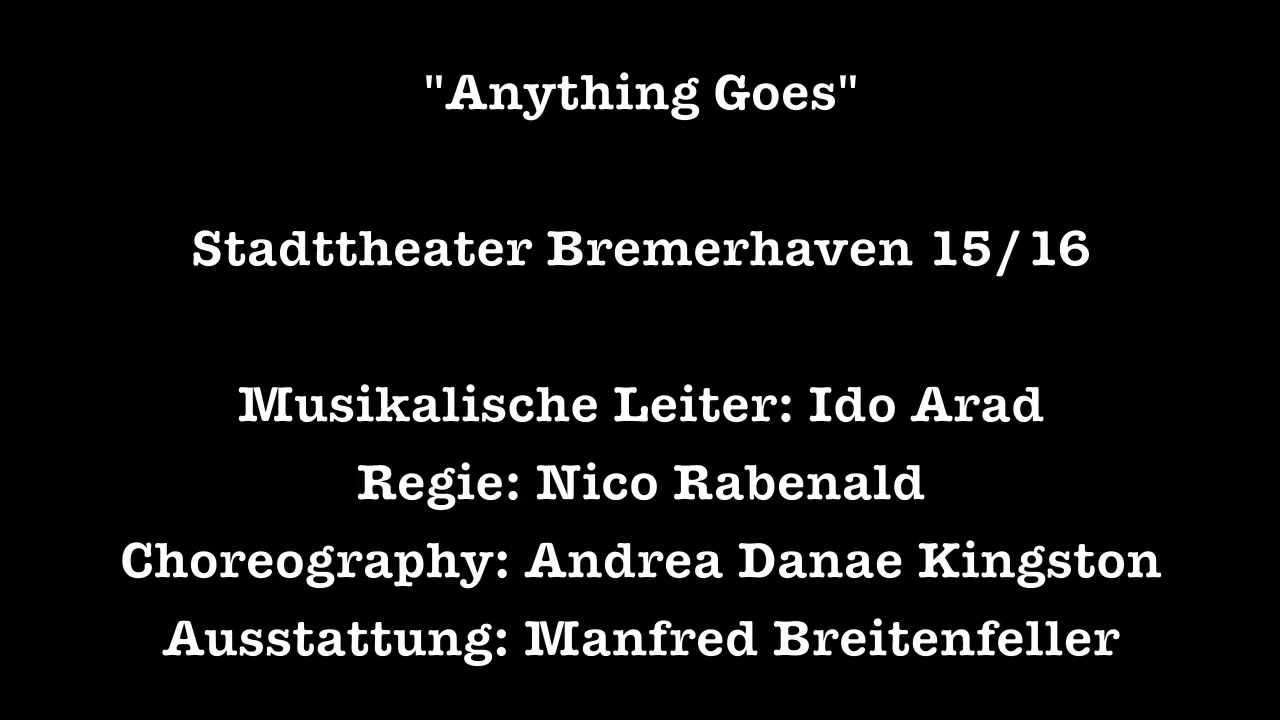 "Anything Goes"
Stadttheater Bremerhaven 15/16
Musikalische Leiter: Ido Arad
Regie: Nico Rabenald
Choreography: Andrea Danae Kingston
Ausstattung: Manfred Breitenfeller